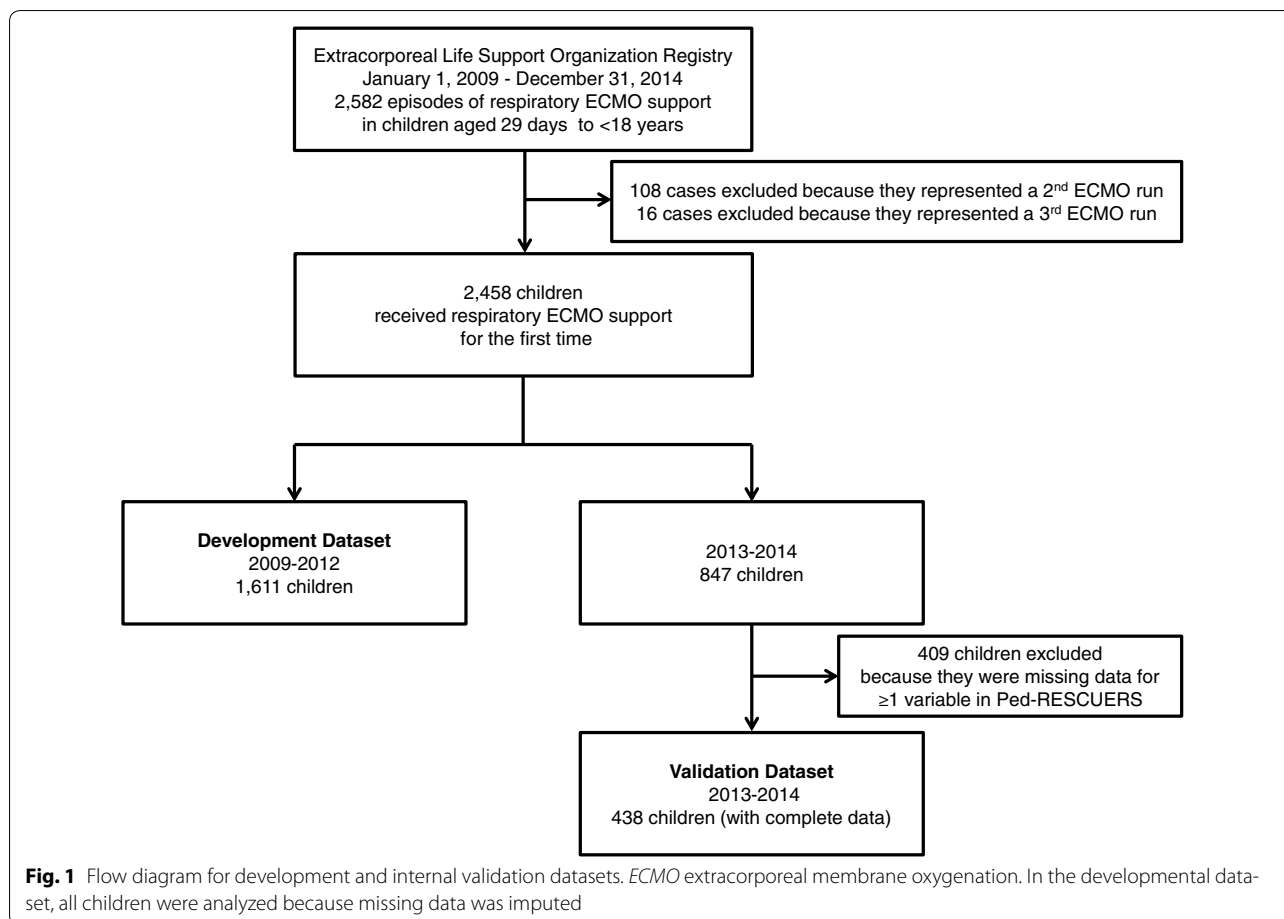 Extracorporeal Life Support Organization Registry
January 1, 2009 - December 31, 2014
2,582 episodes of respiratory ECMO support
in children aged 29 days to <18 years
108 cases excluded because they represented a 2nd ECMO run
16 cases excluded because they represented a 3rd ECMO run
2,458 children
received respiratory ECMO support
for the first time
Development Dataset
2009-2012
1,611 children
2013-2014
847 children
409 children excluded
because they were missing data for
≥1 variable in Ped-RESCUERS
Validation Dataset
2013-2014
438 children (with complete data)
Fig. 1 Flow diagram for development and internal validation datasets. ECMO extracorporeal membrane oxygenation. In the developmental data-
set, all children were analyzed because missing data was imputed